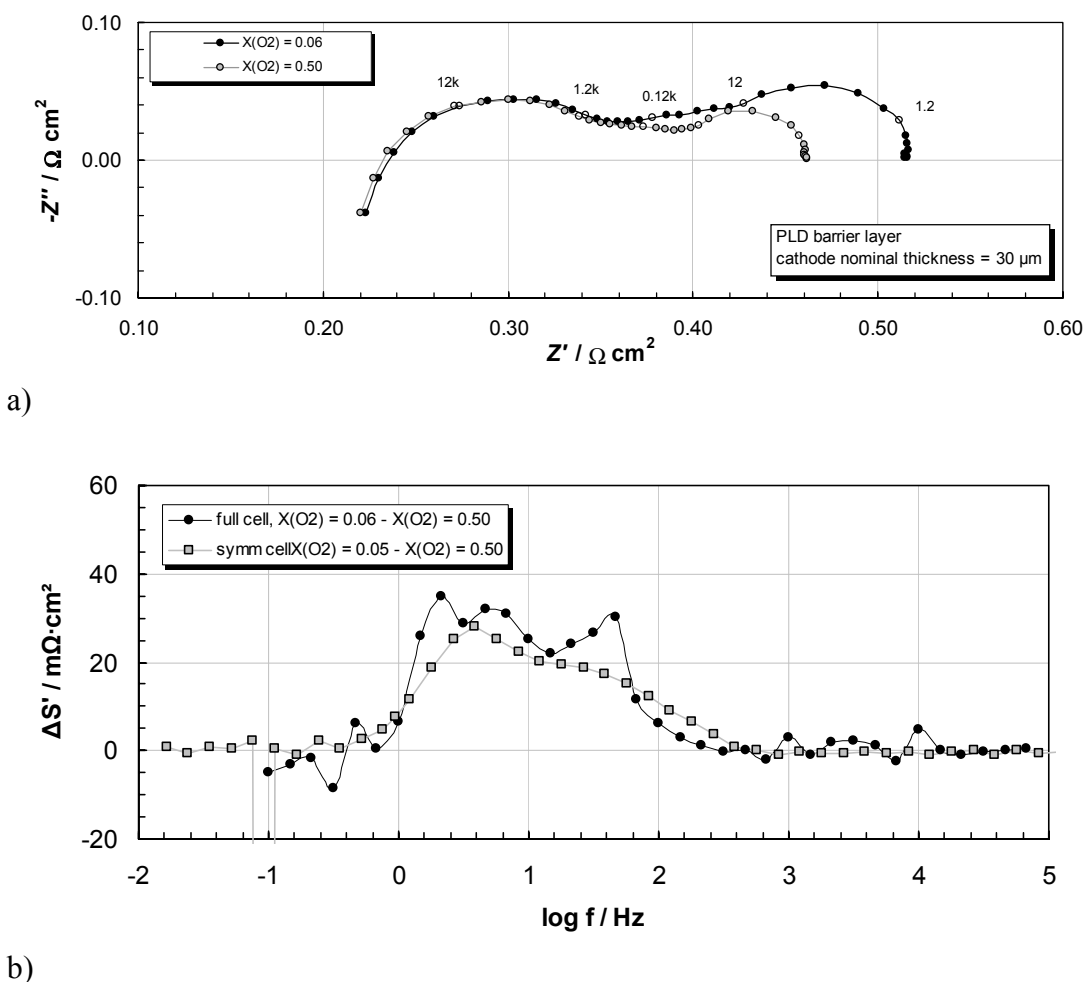 0.10
X(O2) = 0.06
X(O2) = 0.50
12k
1.2k
0.12k
12
1.2
0.00
-0.10
-Z'' / Ω cm²
PLD barrier layer
cathode nominal thickness = 30 µm
0.10 0.20 0.30 0.40 0.50 0.60
Z' / Ω cm²
a)
60
40
20
0
-20
ΔS' / mΩ·cm²
full cell, X(O2) = 0.06 - X(O2) = 0.50
symm cellX(O2) = 0.05 - X(O2) = 0.50
-2 -1 0 1 2 3 4 5
log f / Hz
b)